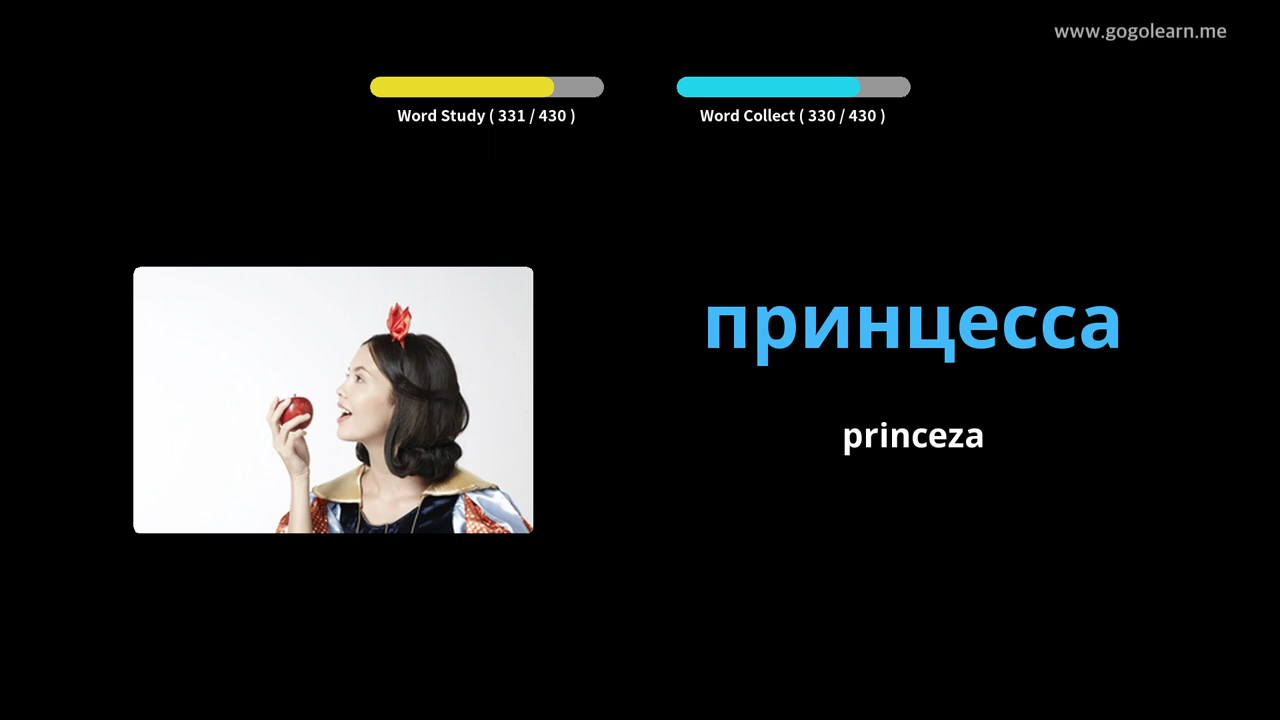 www.gogolearn.me
Word Study ( 331 / 430 )
Word Collect ( 330 / 430 )
принцесса
princeza